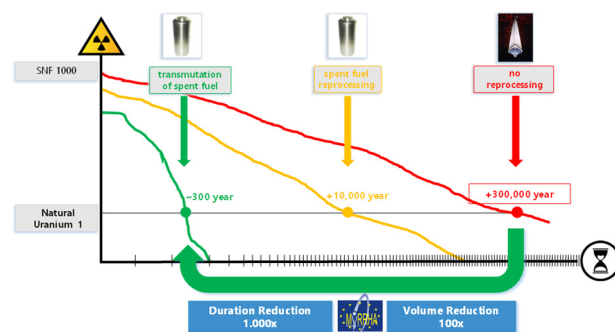 SNF 1000
transmutation
of spent fuel
spent fuel
reprocessing
no
reprocessing
~300 year
+10,000 year
+300,000 year
Natural
Uranium 1
Duration Reduction
1.000x
MYRRHA
Volume Reduction
100x